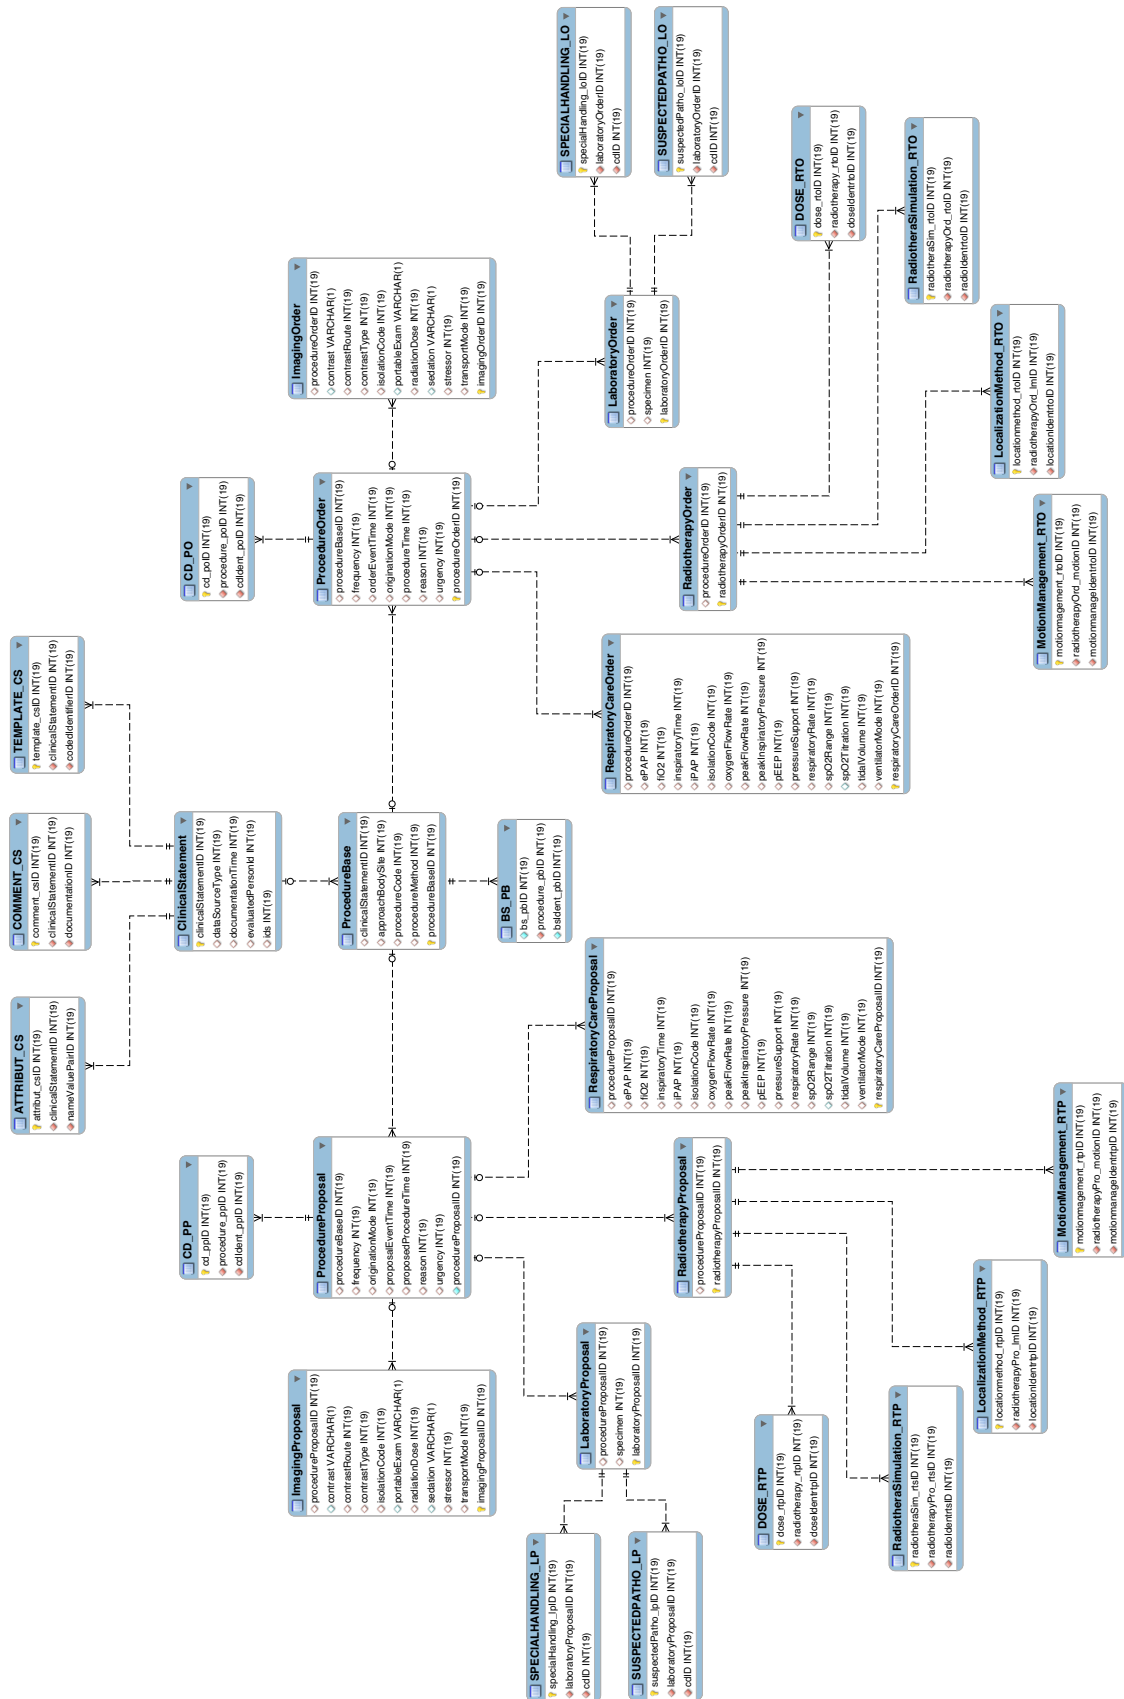 SPECIALHANDLING_LO
specialHandling_loID INT(19)
laboratoryOrderID INT(19)
cdID INT(19)
SUSPECTEDPATHO_LO
suspectedPatho_loID INT(19)
laboratoryOrderID INT(19)
cdID INT(19)
DOSE_RTO
dose_rtoID INT(19)
radiotherapy_rtoID INT(19)
doseIdentrtoID INT(19)
RadiotheraSimulation_RTO
radiotheraSim_rtoID INT(19)
radiotherapyOrd_rtoID INT(19)
radioIdentrtoID INT(19)
ImagingOrder
procedureOrderID INT(19)
contrast VARCHAR(1)
contrastRoute INT(19)
contrastType INT(19)
isolationCode INT(19)
portableExam VARCHAR(1)
radiationDose INT(19)
sedation VARCHAR(1)
stressor INT(19)
transportMode INT(19)
imagingOrderID INT(19)
LaboratoryOrder
procedureOrderID INT(19)
specimen INT(19)
laboratoryOrderID INT(19)
LocalizationMethod_RTO
locationmethod_rtoID INT(19)
radiotherapyOrd_lmID INT(19)
locationIdentrtoID INT(19)
CD_PO
cd_poID INT(19)
procedure_poID INT(19)
cdIdent_poID INT(19)
ProcedureOrder
procedureBaseID INT(19)
frequency INT(19)
orderEventTime INT(19)
originationMode INT(19)
procedureTime INT(19)
reason INT(19)
urgency INT(19)
procedureOrderID INT(19)
RadiotherapyOrder
procedureOrderID INT(19)
radiotherapyOrderID INT(19)
MotionManagement_RTO
motionmagement_rtoID INT(19)
radiotherapyOrd_motionID INT(19)
motionmanageIdentrtoID INT(19)
TEMPLATE_CS
template_csID INT(19)
clinicalStatementID INT(19)
codedIdentifierID INT(19)
RespiratoryCareOrder
procedureOrderID INT(19)
ePAP INT(19)
fiO2 INT(19)
inspiratoryTime INT(19)
iPAP INT(19)
isolationCode INT(19)
oxygenFlowRate INT(19)
peakFlowRate INT(19)
peakInspiratoryPressure INT(19)
pEEP INT(19)
pressureSupport INT(19)
respiratoryRate INT(19)
spO2Range INT(19)
spO2Titration INT(19)
tidalVolume INT(19)
ventilatorMode INT(19)
respiratoryCareOrderID INT(19)
COMMENT_CS
comment_csID INT(19)
clinicalStatementID INT(19)
documentationID INT(19)
ClinicalStatement
clinicalStatementID INT(19)
dataSourceType INT(19)
documentationTime INT(19)
evaluatedPersonId INT(19)
ids INT(19)
ProcedureBase
clinicalStatementID INT(19)
approachBodySite INT(19)
procedureCode INT(19)
procedureMethod INT(19)
procedureBaseID INT(19)
BS_PB
bs_pbID INT(19)
procedure_pbID INT(19)
bsIdent_pbID INT(19)
ATTRIBUT_CS
attribut_csID INT(19)
clinicalStatementID INT(19)
nameValuePairID INT(19)
RespiratoryCareProposal
procedureProposalID INT(19)
ePAP INT(19)
fiO2 INT(19)
inspiratoryTime INT(19)
iPAP INT(19)
isolationCode INT(19)
oxygenFlowRate INT(19)
peakFlowRate INT(19)
peakInspiratoryPressure INT(19)
pEEP INT(19)
pressureSupport INT(19)
respiratoryRate INT(19)
spO2Range INT(19)
spO2Titration INT(19)
tidalVolume INT(19)
ventilatorMode INT(19)
respiratoryCareProposalID INT(19)
CD_PP
cd_ppID INT(19)
procedure_ppID INT(19)
cdIdent_ppID INT(19)
ProcedureProposal
procedureBaseID INT(19)
frequency INT(19)
originationMode INT(19)
proposalEventTime INT(19)
proposedProcedureTime INT(19)
reason INT(19)
urgency INT(19)
procedureProposalID INT(19)
RadiotherapyProposal
procedureProposalID INT(19)
radiotherapyProposalID INT(19)
MotionManagement_RTP
motionmanagement_rtpID INT(19)
radiotherapyPro_motionID INT(19)
motionmanageIdentrtpID INT(19)
ImagingProposal
procedureProposalID INT(19)
contrast VARCHAR(1)
contrastRoute INT(19)
contrastType INT(19)
isolationCode INT(19)
portableExam VARCHAR(1)
radiationDose INT(19)
sedation VARCHAR(1)
stressor INT(19)
transportMode INT(19)
imagingProposalID INT(19)
LaboratoryProposal
procedureProposalID INT(19)
specimen INT(19)
laboratoryProposalID INT(19)
LocalizationMethod_RTP
locationmethod_rtpID INT(19)
radiotherapyPro_lmID INT(19)
locationIdentrtpID INT(19)
DOSE_RTP
dose_rtpID INT(19)
radiotherapy_rtpID INT(19)
doseIdentrtpID INT(19)
RadiotheraSimulation_RTP
radiotheraSim_rtsID INT(19)
radiotherapyPro_rtsID INT(19)
radioIdentrtsID INT(19)
SPECIALHANDLING_LP
specialHandling_lpID INT(19)
laboratoryProposalID INT(19)
cdID INT(19)
SUSPECTEDPATHO_LP
suspectedPatho_lpID INT(19)
laboratoryProposalID INT(19)
cdID INT(19)